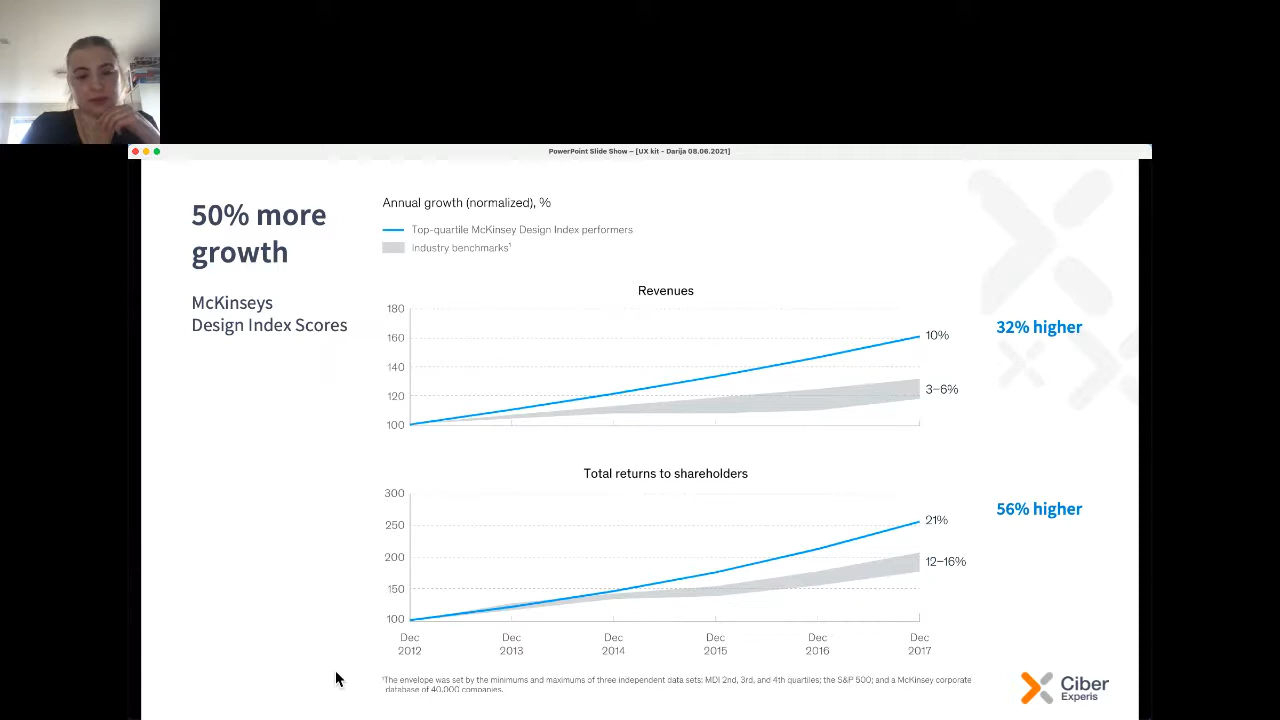 PowerPoint Slide Show – [UX kit - Darija 08.06.2021]
50% more
growth
McKinseys
Design Index Scores
Annual growth (normalized), %
Top-quartile McKinsey Design Index performers
Industry benchmarks¹
Revenues
180
160
140
120
100
10%
3–6%
32% higher
Total returns to shareholders
300
250
200
150
100
21%
12–16%
56% higher
Dec 2012
Dec 2013
Dec 2014
Dec 2015
Dec 2016
Dec 2017
¹The envelope was set by the minimums and maximums of three independent data sets: MDI 2nd, 3rd, and 4th quartiles; the S&P 500; and a McKinsey corporate
database of 40,000 companies.
Ciber
Experis